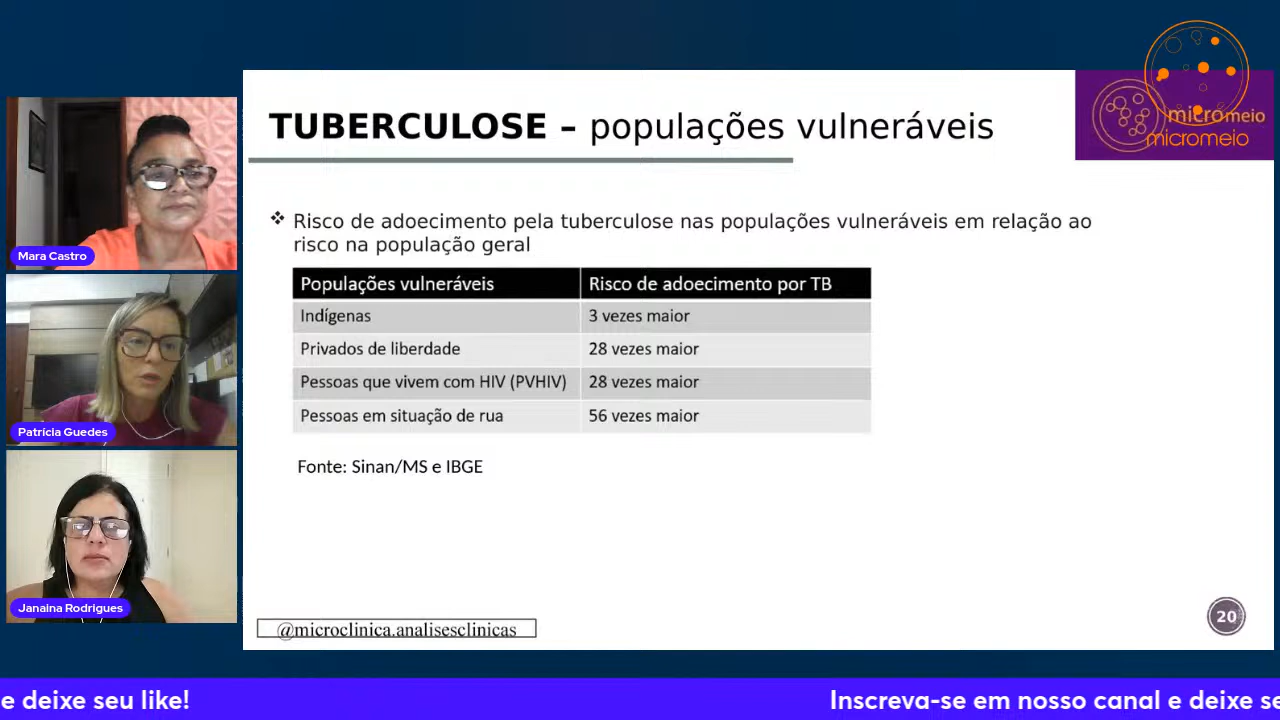 micromeio
micromeio
TUBERCULOSE – populações vulneráveis
Mara Castro
Patrícia Guedes
Janaina Rodrigues
❖ Risco de adoecimento pela tuberculose nas populações vulneráveis em relação ao
risco na população geral
Populações vulneráveis Risco de adoecimento por TB
Indígenas 3 vezes maior
Privados de liberdade 28 vezes maior
Pessoas que vivem com HIV (PVHIV) 28 vezes maior
Pessoas em situação de rua 56 vezes maior
Fonte: Sinan/MS e IBGE
@microclinica.analisesclinicas
20
e deixe seu like! Inscreva-se em nosso canal e deixe se